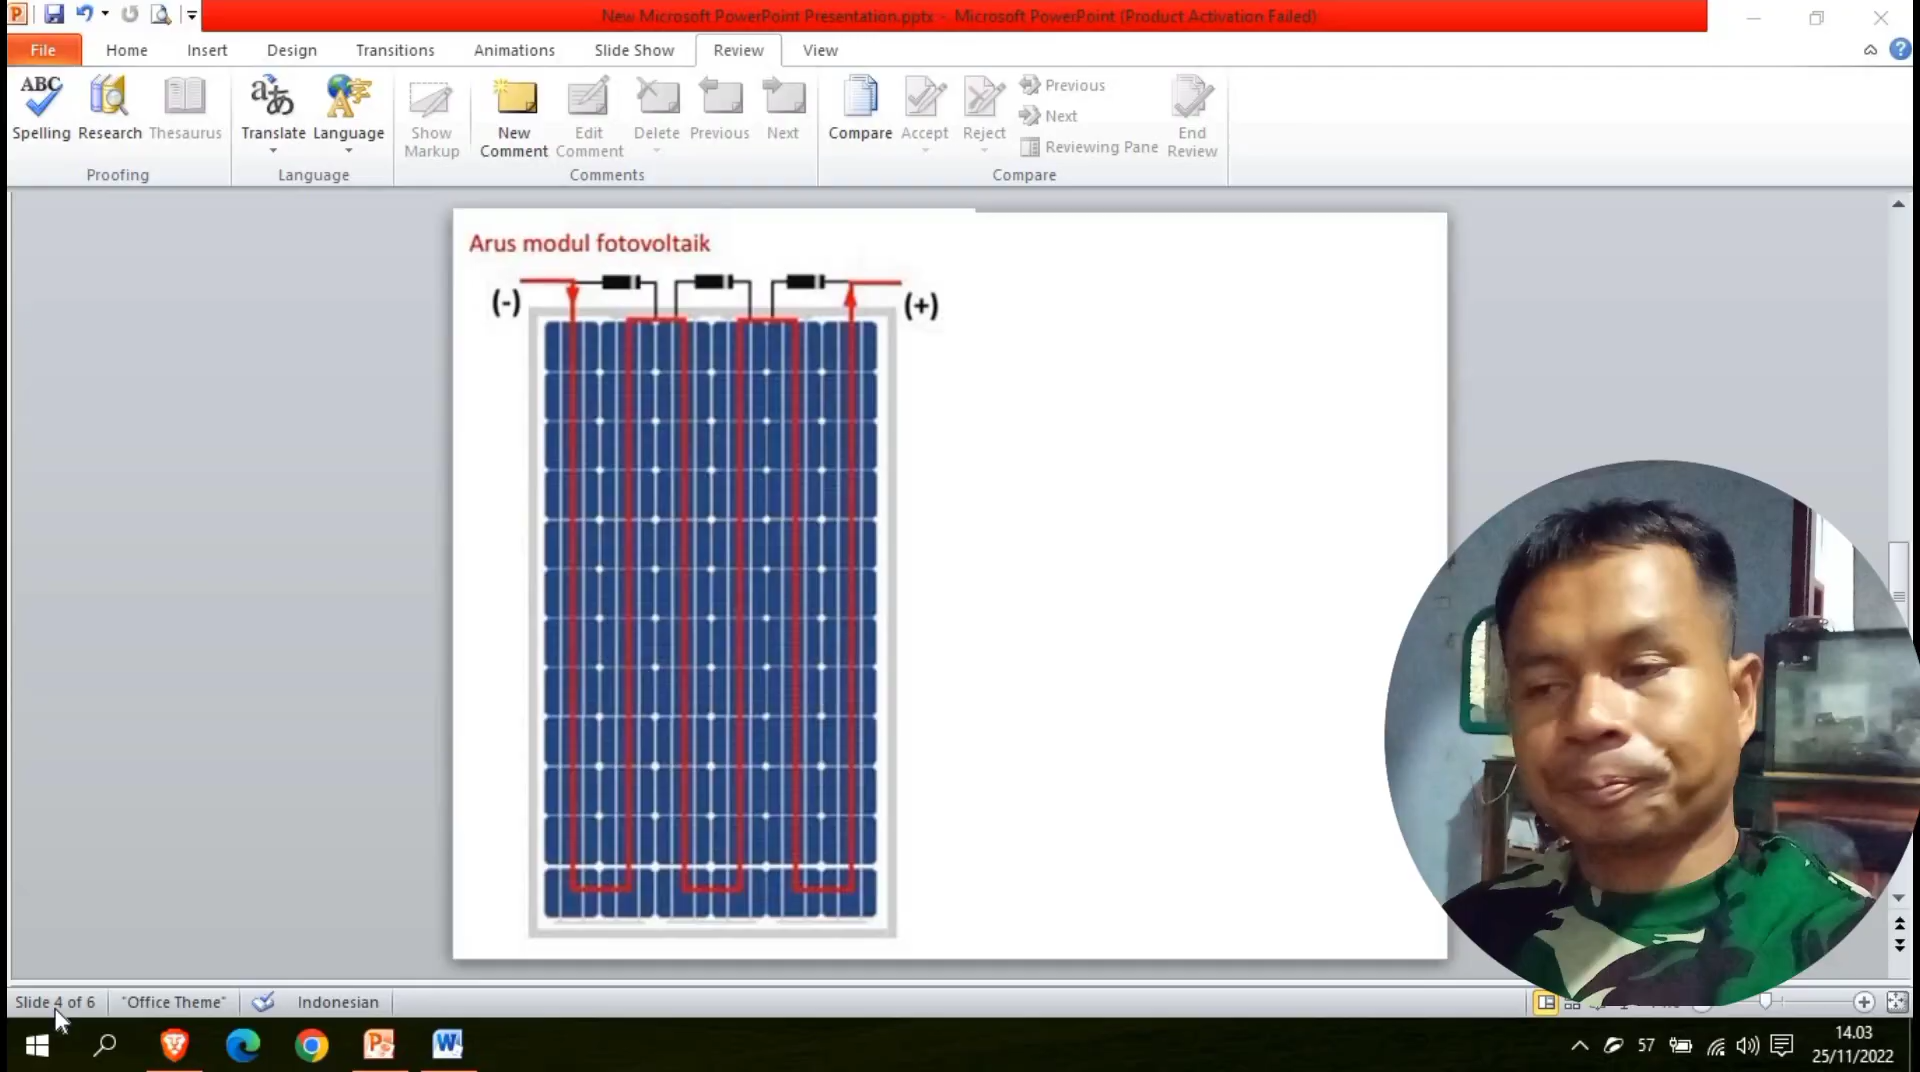 New Microsoft PowerPoint Presentation.pptx - Microsoft PowerPoint (Product Activation Failed)
File Home Insert Design Transitions Animations Slide Show Review View
ABC
Spelling Research Thesaurus Translate Language Show Markup New Comment Edit Comment Delete Previous Next Compare Accept Reject Previous
Next
Reviewing Pane
End Review
Proofing Language Comments Compare
Arus modul fotovoltaik
(-) (+)
Slide 4 of 6 "Office Theme" Indonesian
57
14.03
25/11/2022